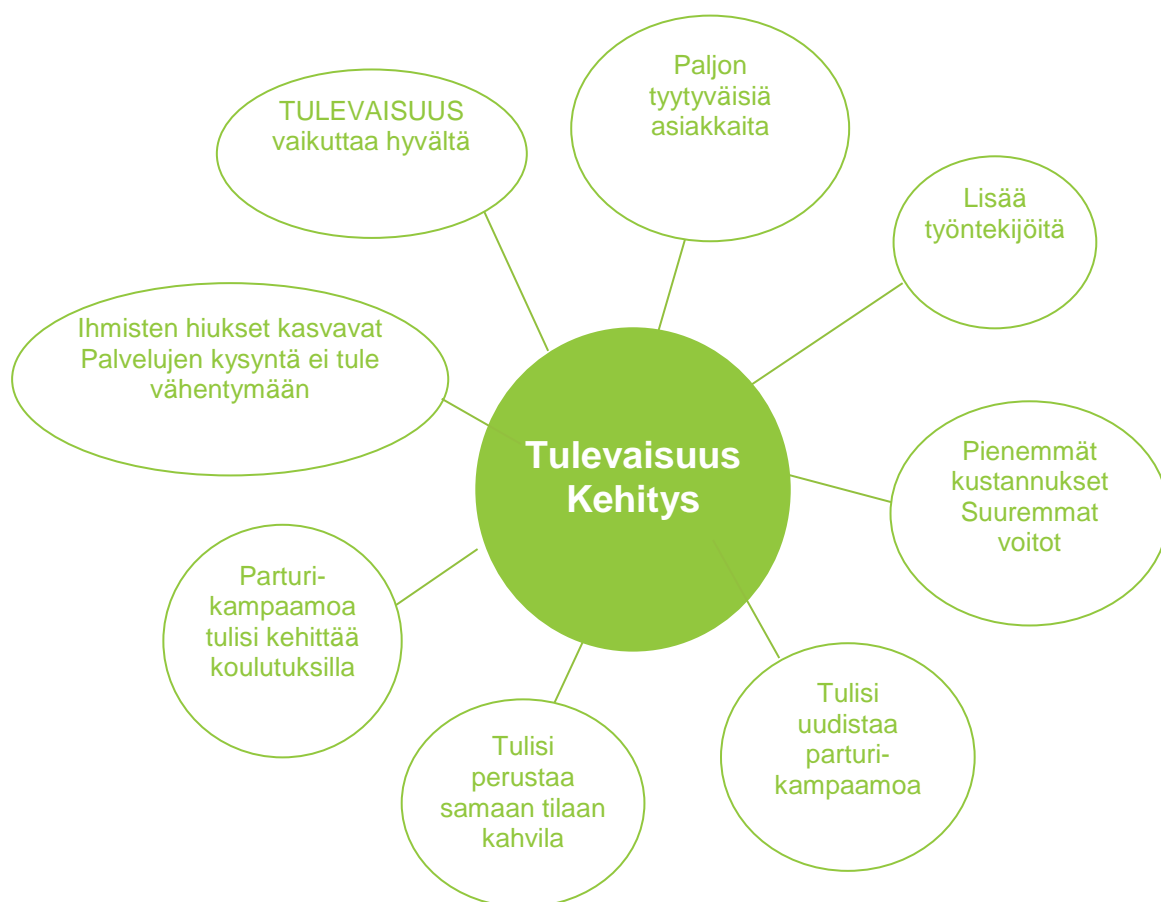 Paljon
tyytyväisiä
asiakkaita
TULEVAISUUS
vaikuttaa hyvältä
Lisää
työntekijöitä
Ihmisten hiukset kasvavat
Palvelujen kysyntä ei tule
vähentymään
Tulevaisuus
Kehitys
Pienemmät
kustannukset
Suuremmat
voitot
Parturi-
kampaamoa
tulisi kehittää
koulutuksilla
Tulisi
uudistaa
parturi-
kampaamoa
Tulisi
perustaa
samaan tilaan
kahvila